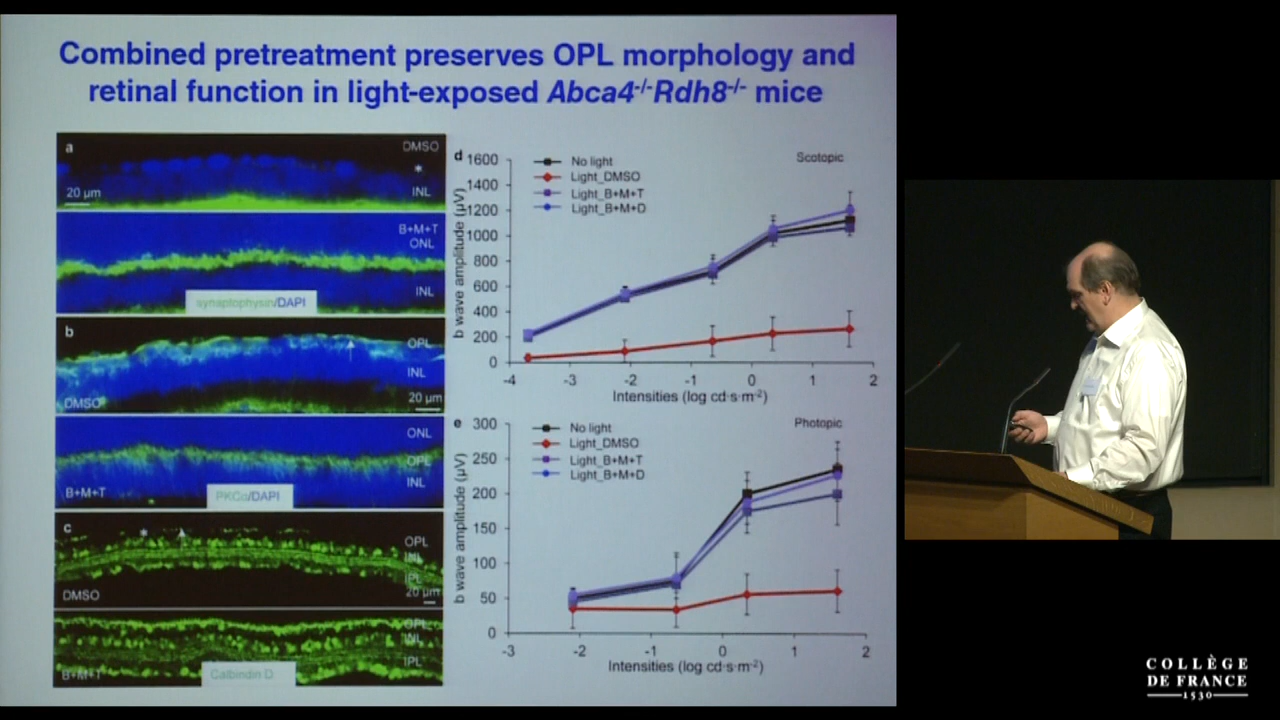 Combined pretreatment preserves OPL morphology and
retinal function in light-exposed Abca4-/-Rdh8-/- mice
a
DMSO
*
20 µm
INL
B+M+T
ONL
INL
synaptophysin/DAPI
b
OPL
INL
DMSO
20 µm
ONL
OPL
INL
B+M+T
PKCα/DAPI
c
*
OPL
INL
IPL
20 µm
DMSO
OPL
INL
IPL
B+M+T
Calbindin D
d
Scotopic
No light
Light_DMSO
Light_B+M+T
Light_B+M+D
b wave amplitude (µV)
1600
1400
1200
1000
800
600
400
200
0
-4 -3 -2 -1 0 1 2
Intensities (log cd·s·m-2)
e
Photopic
No light
Light_DMSO
Light_B+M+T
Light_B+M+D
b wave amplitude (µV)
300
250
200
150
100
50
0
-3 -2 -1 0 1 2
Intensities (log cd·s·m-2)
COLLÈGE
DE FRANCE
1530